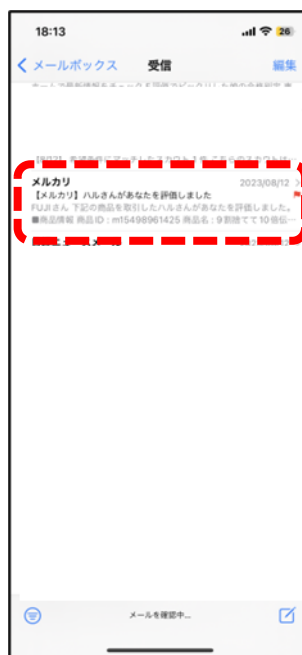 18:13
26
メールボックス 受信 編集
メルカリ 2023/08/12
【メルカリ】ハルさんがあなたを評価しました
FUJIさん 下記の商品を取引したハルさんがあなたを評価しました。
■商品情報 商品ID : m15498961425 商品名 : 9割捨てて10倍伝…
メールを確認中...